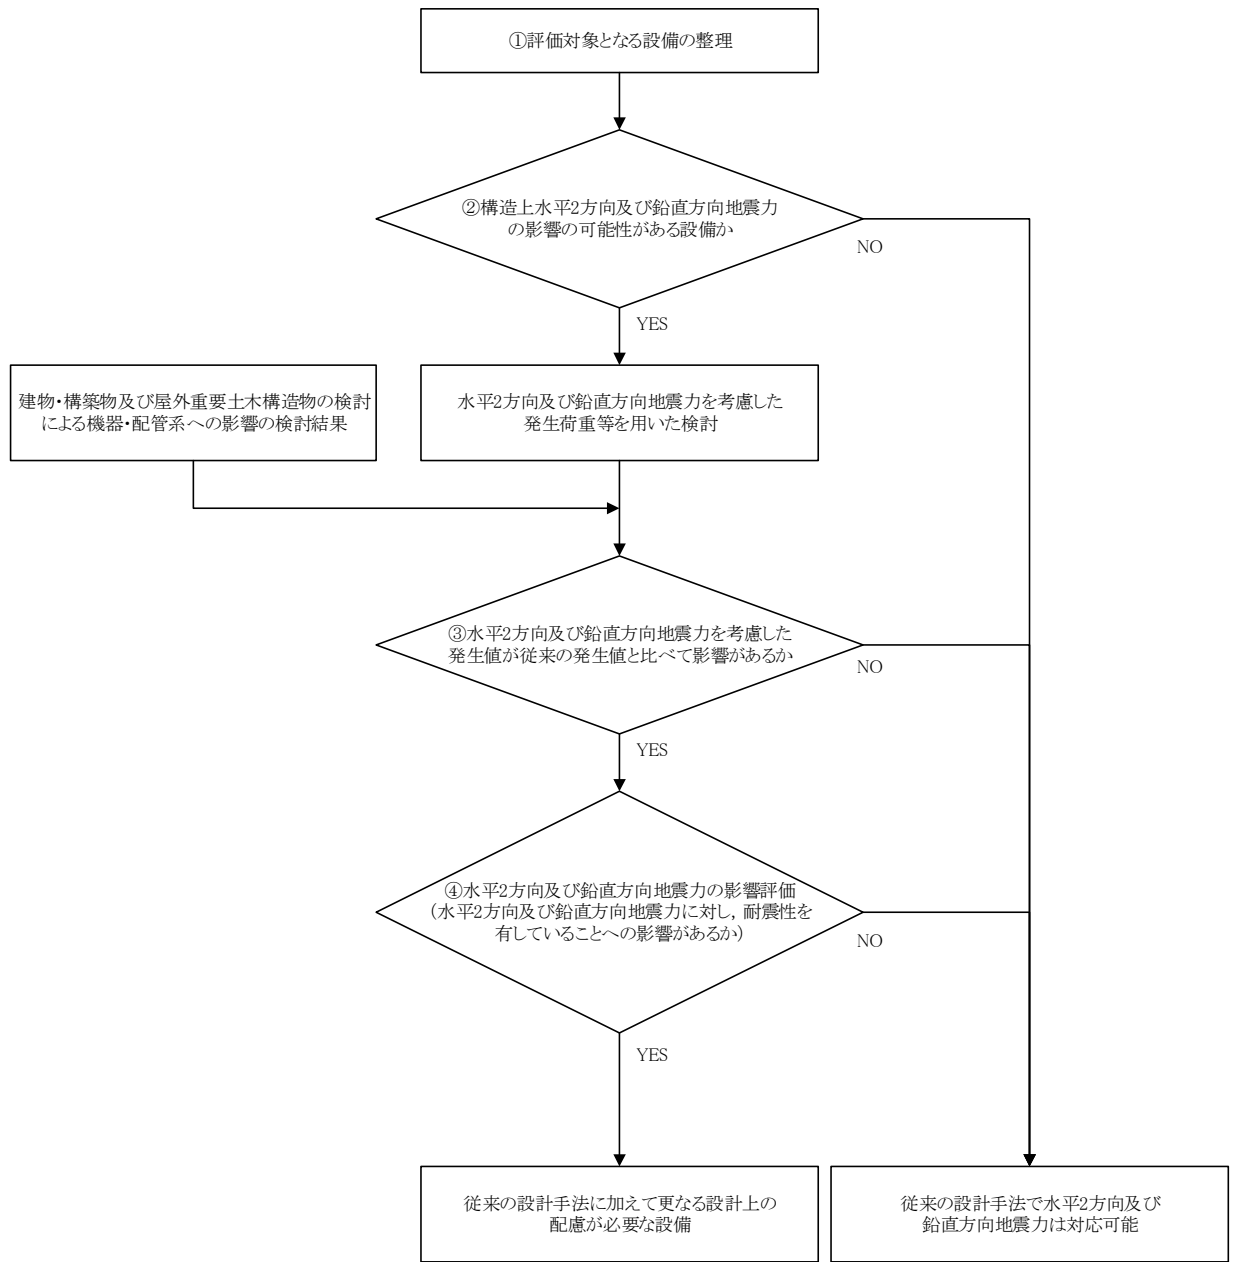 ①評価対象となる設備の整理
②構造上水平2方向及び鉛直方向地震力
の影響の可能性がある設備か
NO
YES
建物・構築物及び屋外重要土木構造物の検討
による機器・配管系への影響の検討結果
水平2方向及び鉛直方向地震力を考慮した
発生荷重等を用いた検討
③水平2方向及び鉛直方向地震力を考慮した
発生値が従来の発生値と比べて影響があるか
NO
YES
④水平2方向及び鉛直方向地震力の影響評価
(水平2方向及び鉛直方向地震力に対し,耐震性を
有していることへの影響があるか)
NO
YES
従来の設計手法に加えて更なる設計上の
配慮が必要な設備
従来の設計手法で水平2方向及び
鉛直方向地震力は対応可能